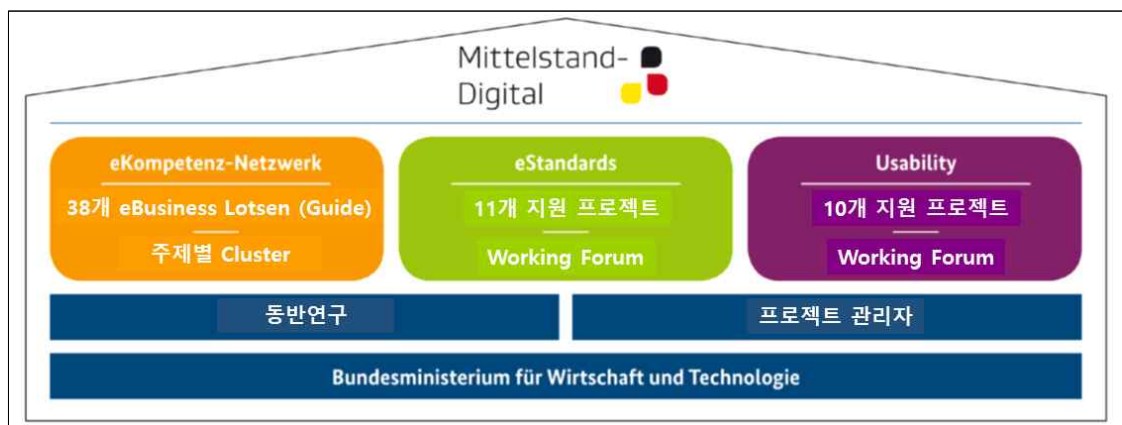 Mittelstand-
Digital
eKompetenz-Netzwerk
38개 eBusiness Lotsen (Guide)
주제별 Cluster
eStandards
11개 지원 프로젝트
Working Forum
Usability
10개 지원 프로젝트
Working Forum
동반연구
프로젝트 관리자
Bundesministerium für Wirtschaft und Technologie